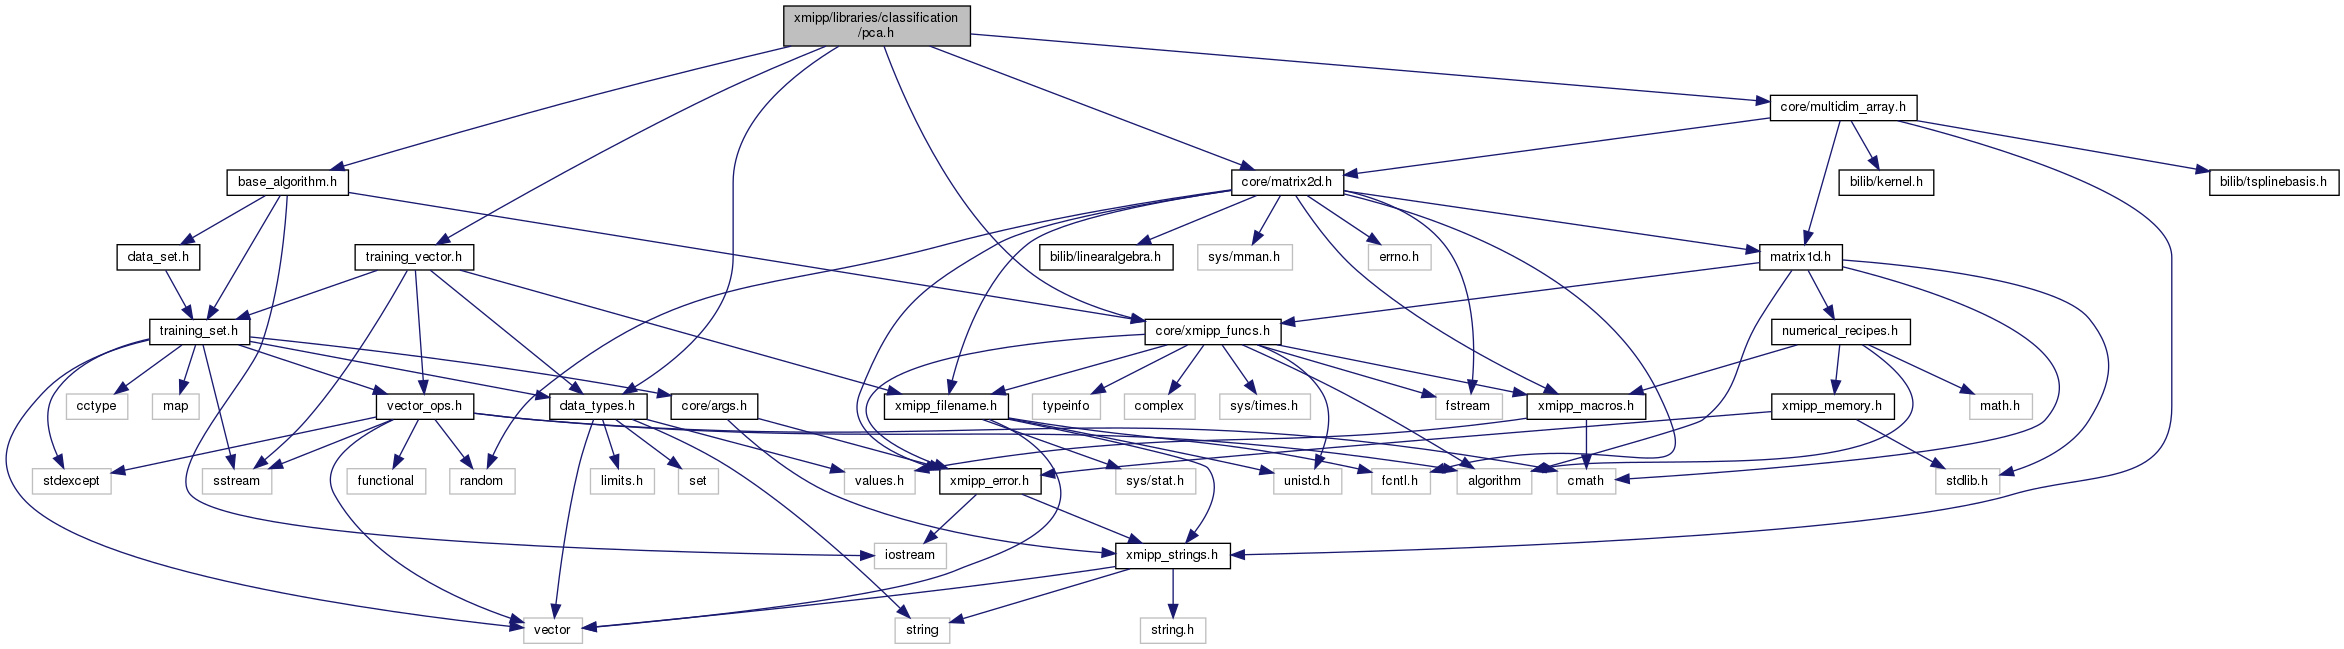 xmipp/libraries/classification
/pca.h
core/multidim_array.h
base_algorithm.h
core/matrix2d.h
bilib/kernel.h
bilib/tsplinebasis.h
data_set.h
training_vector.h
bilib/linearalgebra.h
sys/mman.h
errno.h
matrix1d.h
training_set.h
core/xmipp_funcs.h
numerical_recipes.h
cctype
map
vector_ops.h
data_types.h
core/args.h
xmipp_filename.h
typeinfo
complex
sys/times.h
fstream
xmipp_macros.h
xmipp_memory.h
math.h
stdexcept
sstream
functional
random
limits.h
set
values.h
xmipp_error.h
sys/stat.h
unistd.h
fcntl.h
algorithm
cmath
stdlib.h
iostream
xmipp_strings.h
vector
string
string.h